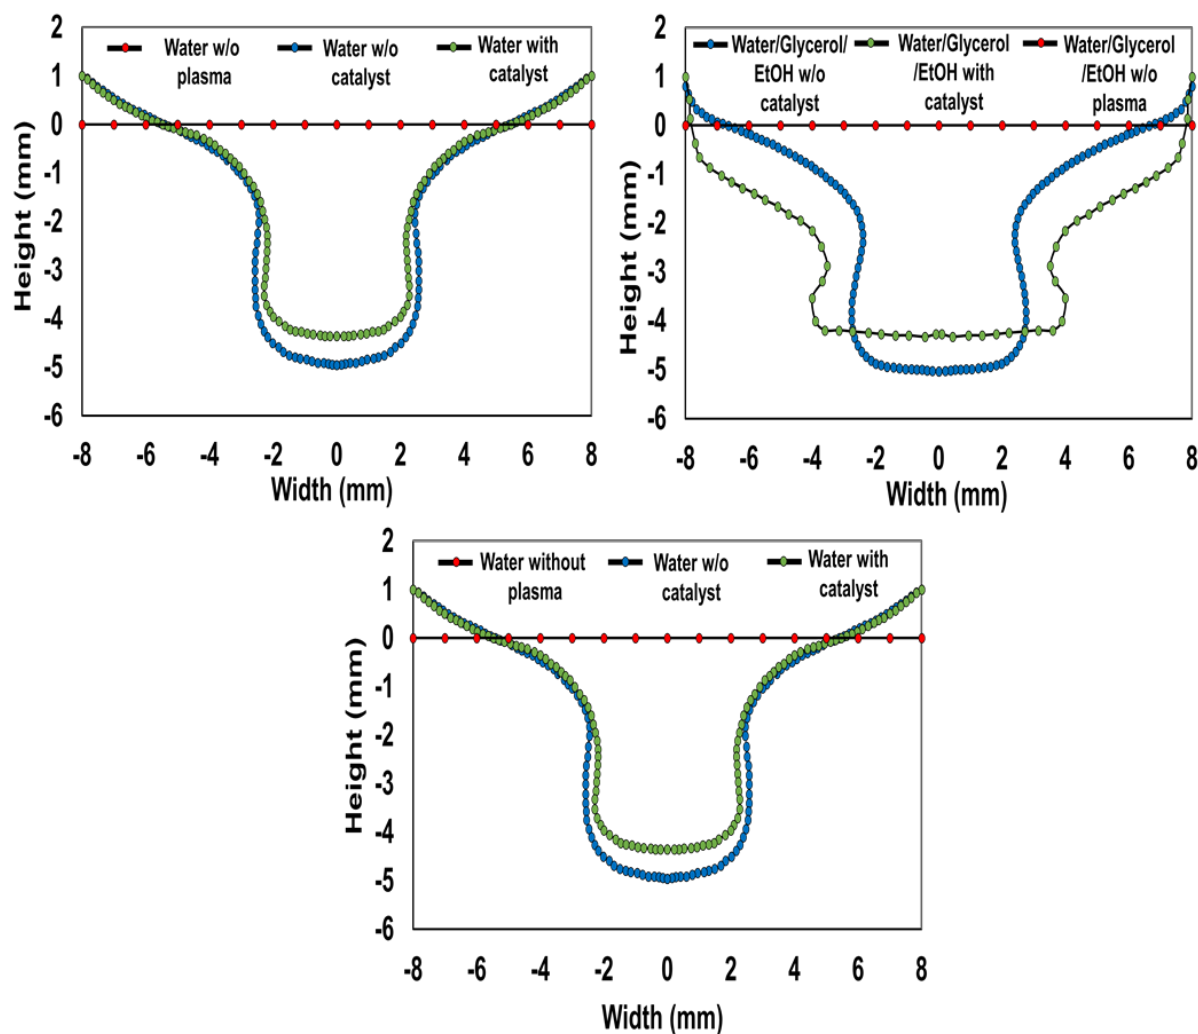 2
Water w/o Water w/o Water with
plasma catalyst catalyst
1
0
-1
-2
-3
-4
-5
-6
Height (mm)
-8 -6 -4 -2 0 2 4 6 8
Width (mm)
2
Water/Glycerol/ Water/Glycerol Water/Glycerol
EtOH w/o /EtOH with /EtOH w/o
catalyst catalyst plasma
1
0
-1
-2
-3
-4
-5
-6
Height (mm)
-8 -6 -4 -2 0 2 4 6 8
Width (mm)
2
Water without Water w/o Water with
plasma catalyst catalyst
1
0
-1
-2
-3
-4
-5
-6
Height (mm)
-8 -6 -4 -2 0 2 4 6 8
Width (mm)